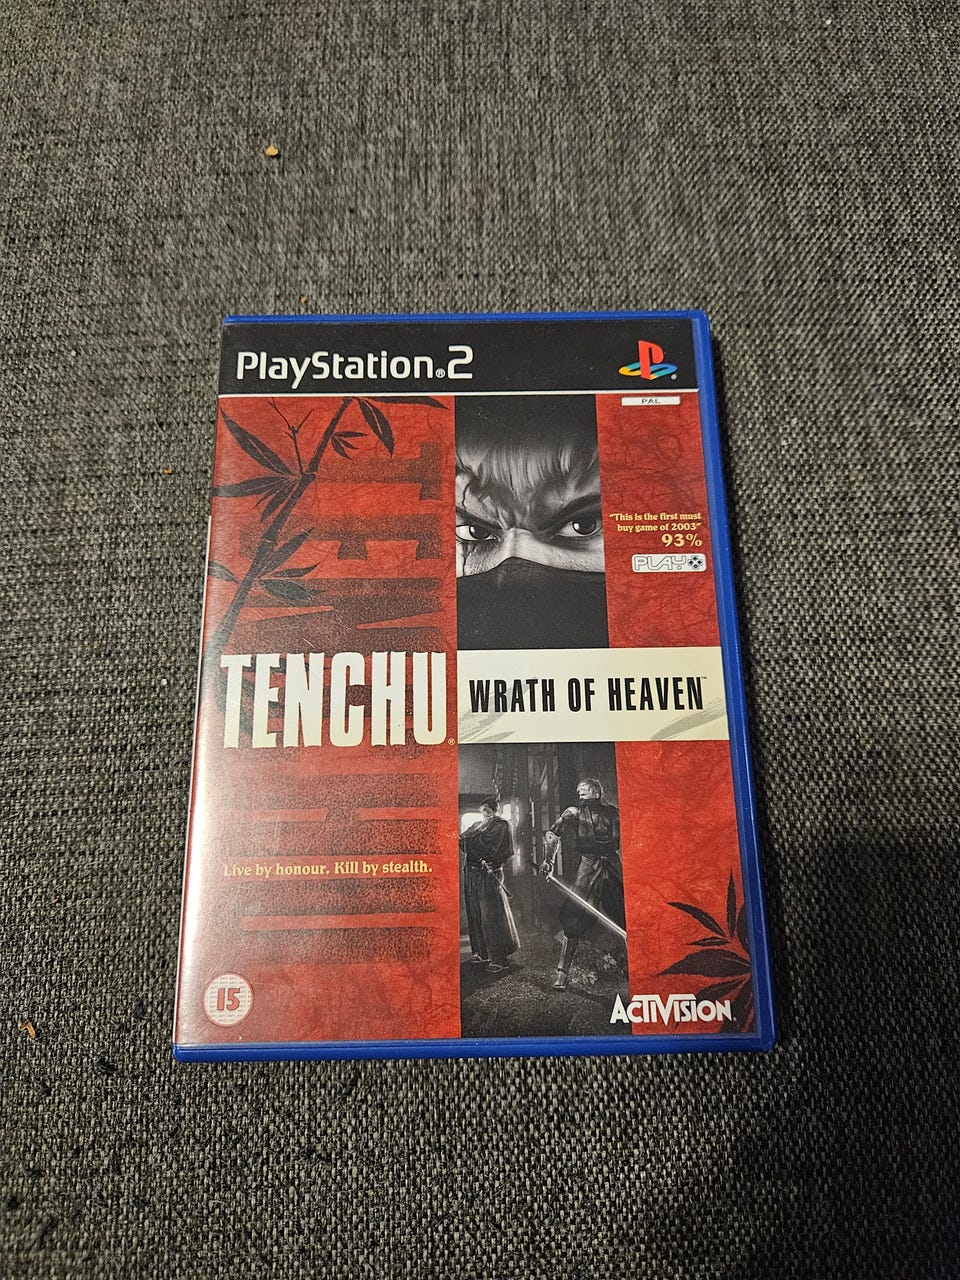 PlayStation®2
PAL
"This is the first must
buy game of 2003"
93%
PLAY
TENCHU®
WRATH OF HEAVEN™
Live by honour. Kill by stealth.
15
ACTIVISION®